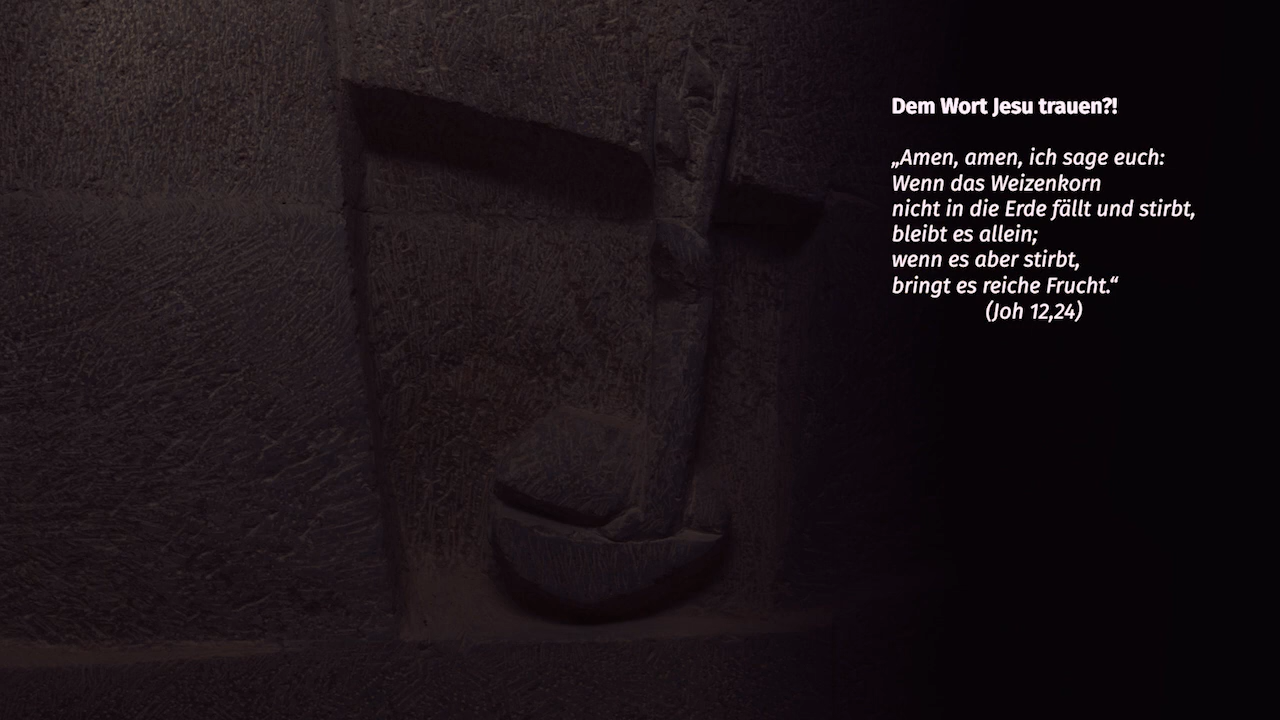 Dem Wort Jesu trauen?!
„Amen, amen, ich sage euch:
Wenn das Weizenkorn
nicht in die Erde fällt und stirbt,
bleibt es allein;
wenn es aber stirbt,
bringt es reiche Frucht.“
(Joh 12,24)